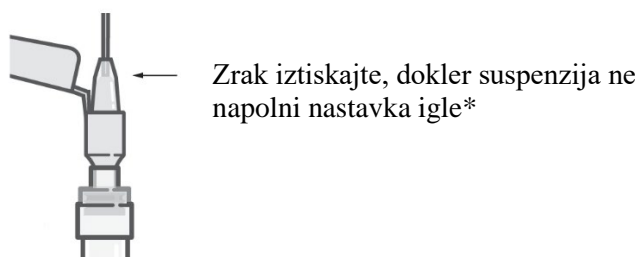 Zrak iztiskajte, dokler suspenzija ne
napolni nastavka igle*